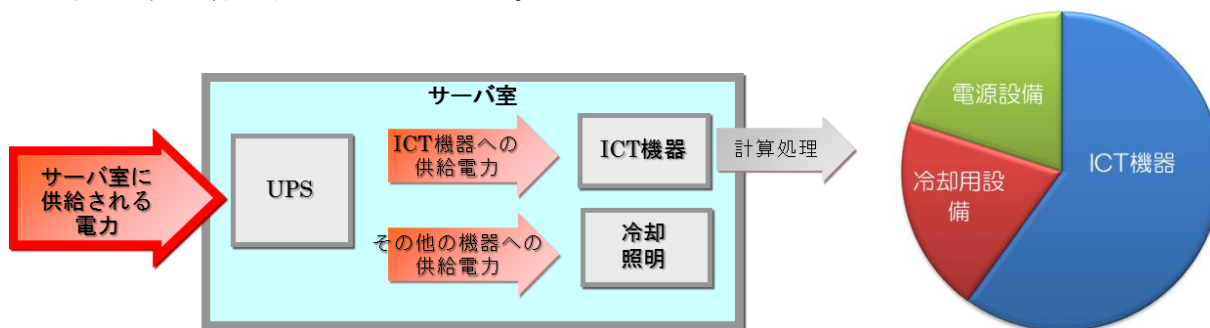 サーバ室
サーバ室に
供給される
電力
UPS
ICT機器への
供給電力
ICT機器
計算処理
その他の機器への
供給電力
冷却
照明
電源設備
冷却用設
備
ICT機器